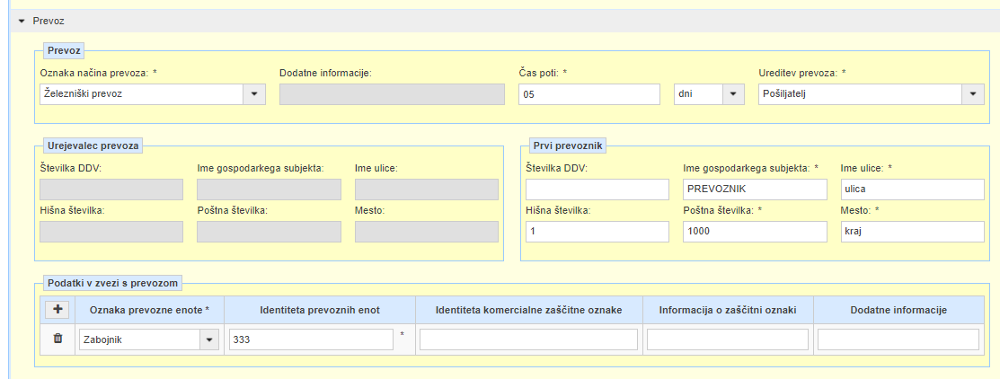 Prevoz
Prevoz
Oznaka načina prevoza: * Dodatne informacije: Čas poti: * Ureditev prevoza: *
Železniški prevoz 05 dni Pošiljatelj
Urejevalec prevoza
Številka DDV: Ime gospodarkega subjekta: Ime ulice:
Hišna številka: Poštna številka: Mesto:
Prvi prevoznik
Številka DDV: Ime gospodarkega subjekta: * Ime ulice: *
PREVOZNIK ulica
Hišna številka: Poštna številka: * Mesto: *
1 1000 kraj
Podatki v zvezi s prevozom
Oznaka prevozne enote * Identiteta prevoznih enot Identiteta komercialne zaščitne oznake Informacija o zaščitni oznaki Dodatne informacije
Zabojnik 333 *